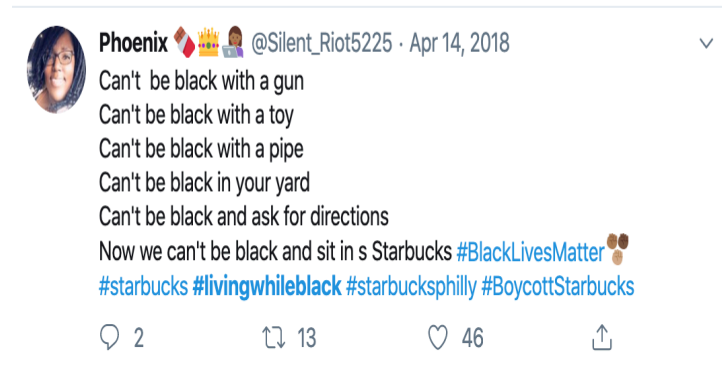 Phoenix 🍫👑👩🏾‍💻 @Silent_Riot5225 · Apr 14, 2018
Can't be black with a gun
Can't be black with a toy
Can't be black with a pipe
Can't be black in your yard
Can't be black and ask for directions
Now we can't be black and sit in s Starbucks #BlackLivesMatter✊🏾✊🏿✊🏽
#starbucks #livingwhileblack #starbucksphilly #BoycottStarbucks
2 13 46